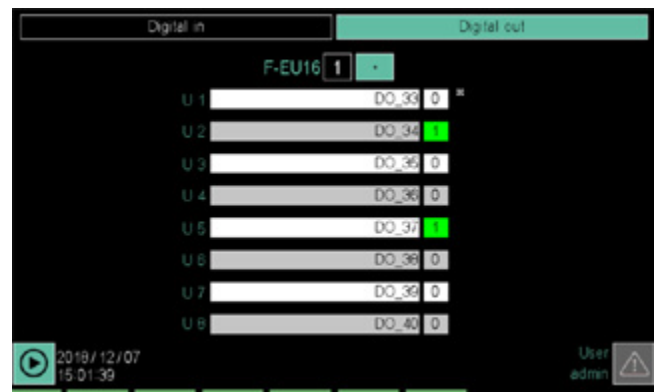 Digital in Digital out
F-EU16 1
U 1 DO_33 0
U 2 DO_34 1
U 3 DO_35 0
U 4 DO_36 0
U 5 DO_37 1
U 6 DO_38 0
U 7 DO_39 0
U 8 DO_40 0
2018/12/07
15:01:39
User
admin